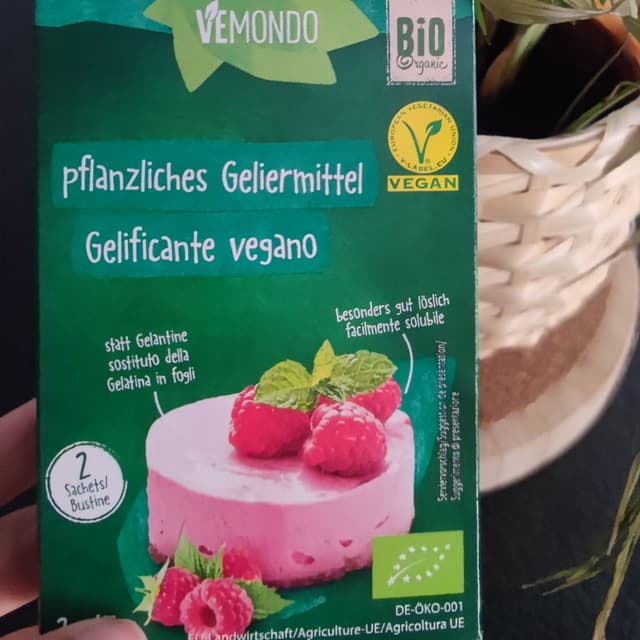 VEMONDO
BiO
Organic
EUROPEAN VEGETARIAN UNION
V-LABEL.EU
VEGAN
pflanzliches Geliermittel
Gelificante vegano
besonders gut löslich
facilmente solubile
statt Gelantine
sostituto della
Gelatina in fogli
2
Sachets/
Bustine
Serviervorschlag/Suggestion de présentation/
Suggerimento di presentazione
DE-ÖKO-001
EU-Landwirtschaft/Agriculture-UE/Agricoltura UE